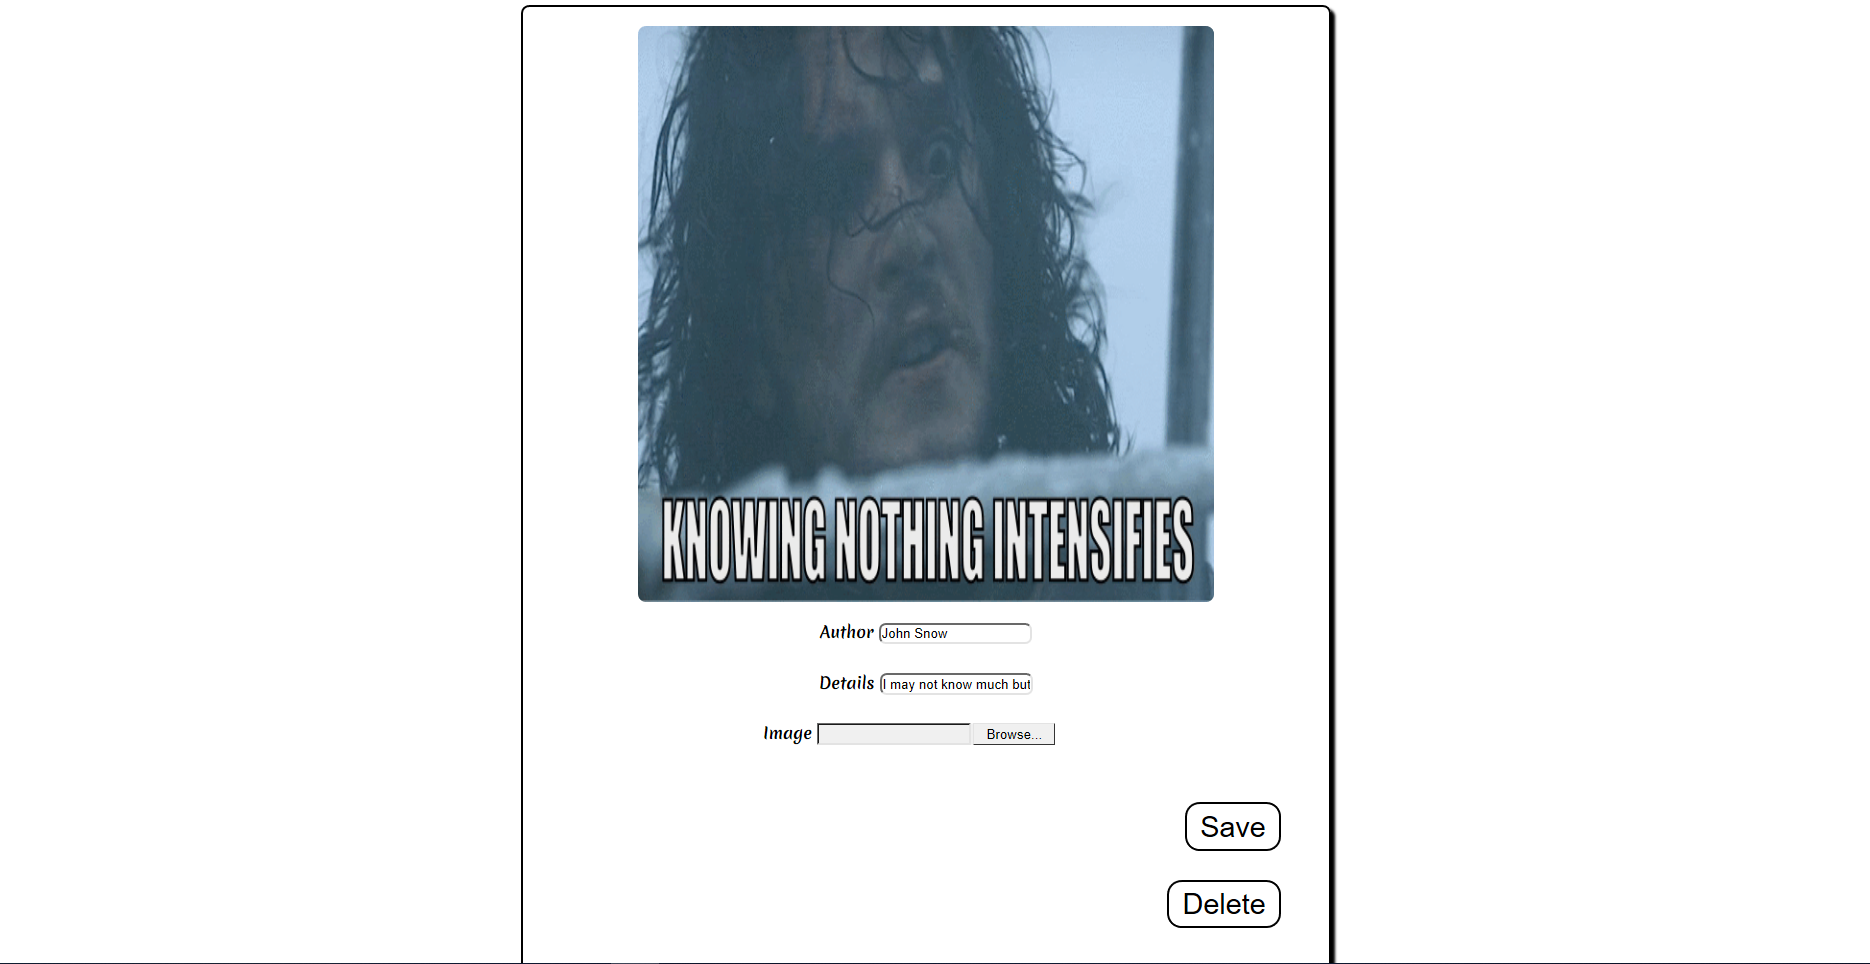 KNOWING NOTHING INTENSIFIES
Author John Snow
Details I may not know much but
Image Browse...
Save
Delete